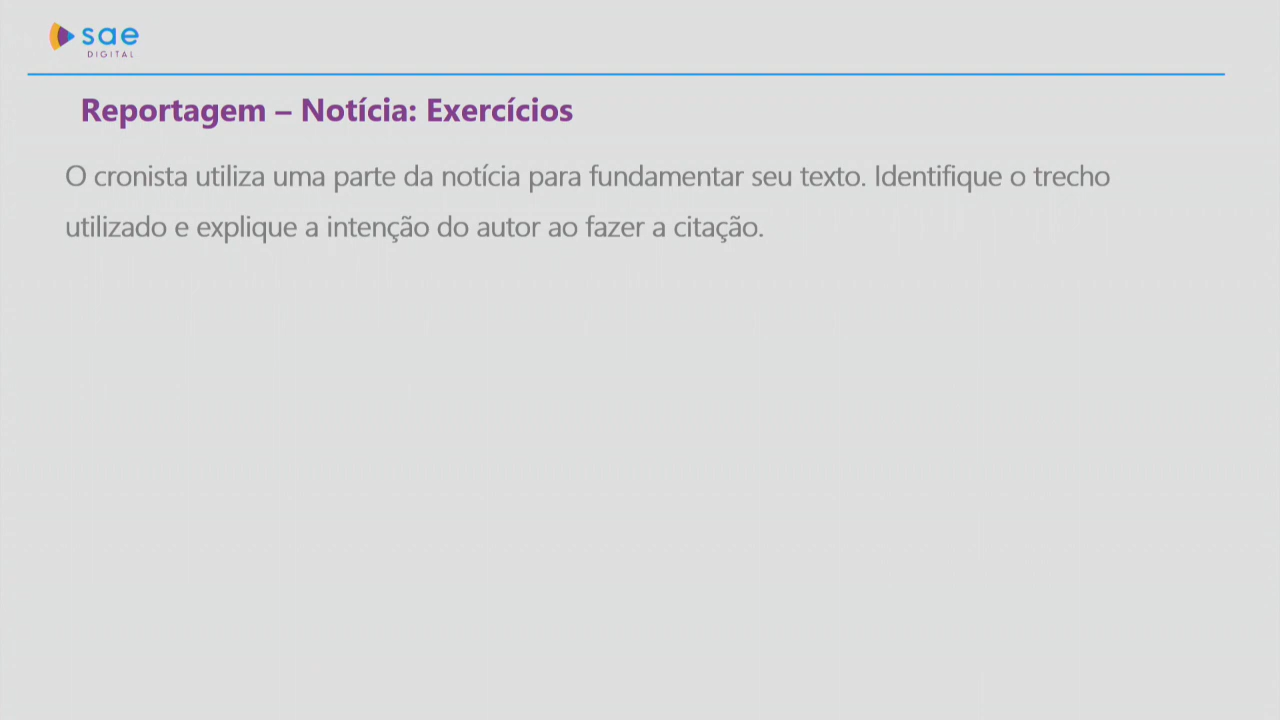 sae
DIGITAL
Reportagem – Notícia: Exercícios
O cronista utiliza uma parte da notícia para fundamentar seu texto. Identifique o trecho
utilizado e explique a intenção do autor ao fazer a citação.